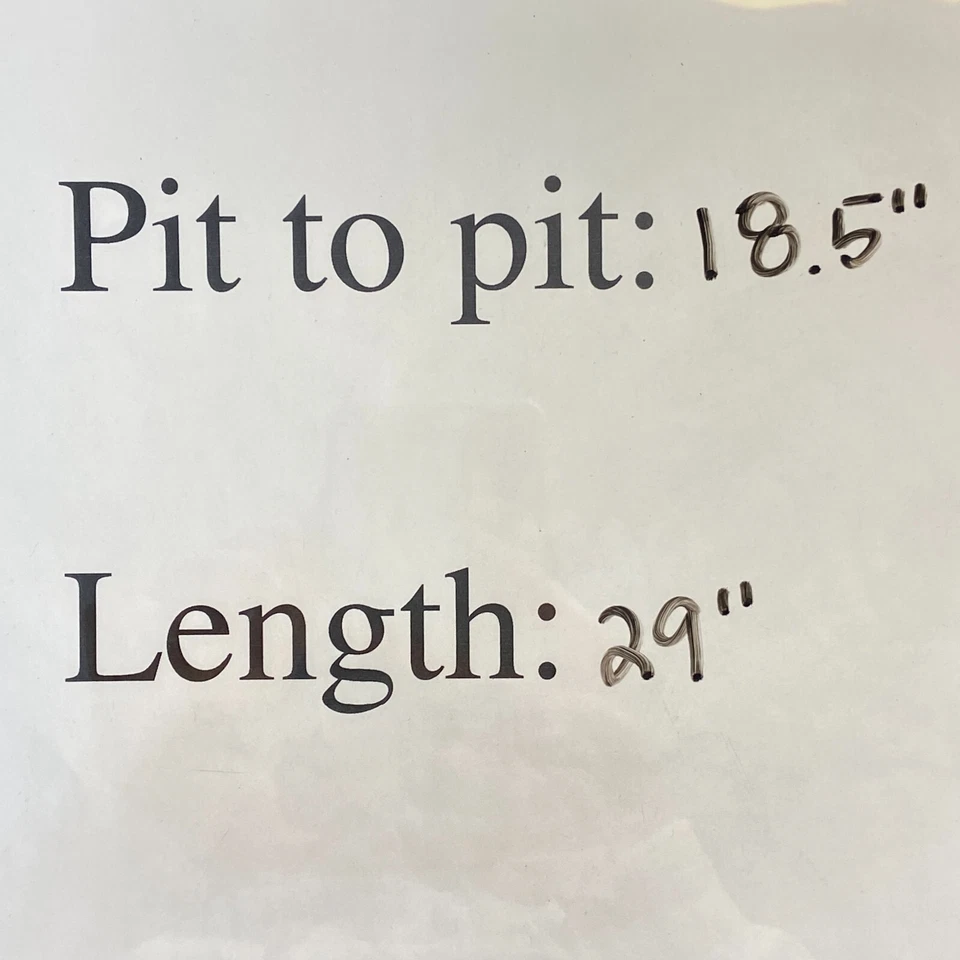 Pit to pit: 18.5"
Length: 29"